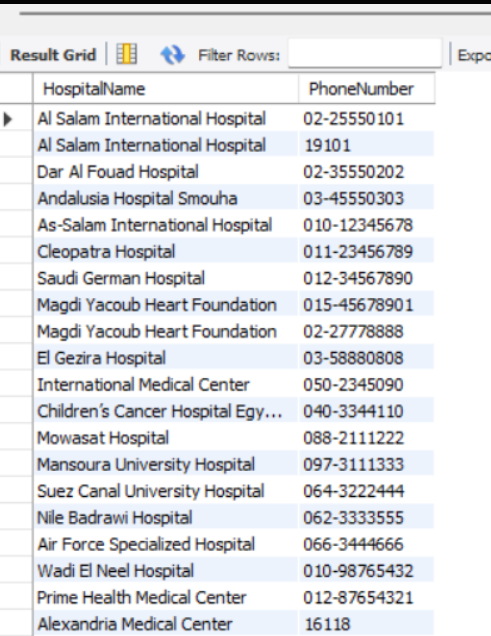 Result Grid Filter Rows: Expo
HospitalName PhoneNumber
Al Salam International Hospital 02-25550101
Al Salam International Hospital 19101
Dar Al Fouad Hospital 02-35550202
Andalusia Hospital Smouha 03-45550303
As-Salam International Hospital 010-12345678
Cleopatra Hospital 011-23456789
Saudi German Hospital 012-34567890
Magdi Yacoub Heart Foundation 015-45678901
Magdi Yacoub Heart Foundation 02-27778888
El Gezira Hospital 03-58880808
International Medical Center 050-2345090
Children’s Cancer Hospital Egy... 040-3344110
Mowasat Hospital 088-2111222
Mansoura University Hospital 097-3111333
Suez Canal University Hospital 064-3222444
Nile Badrawi Hospital 062-3333555
Air Force Specialized Hospital 066-3444666
Wadi El Neel Hospital 010-98765432
Prime Health Medical Center 012-87654321
Alexandria Medical Center 16118